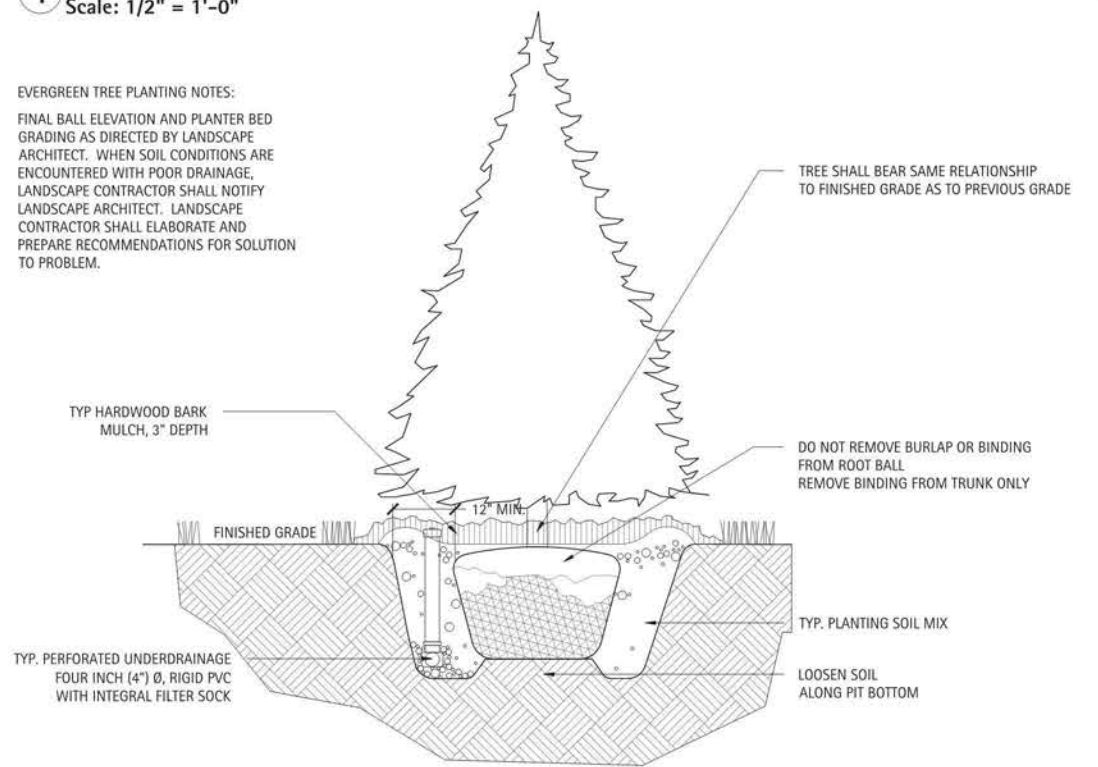 Scale: 1/2" = 1'-0"
EVERGREEN TREE PLANTING NOTES:
FINAL BALL ELEVATION AND PLANTER BED
GRADING AS DIRECTED BY LANDSCAPE
ARCHITECT. WHEN SOIL CONDITIONS ARE
ENCOUNTERED WITH POOR DRAINAGE,
LANDSCAPE CONTRACTOR SHALL NOTIFY
LANDSCAPE ARCHITECT. LANDSCAPE
CONTRACTOR SHALL ELABORATE AND
PREPARE RECOMMENDATIONS FOR SOLUTION
TO PROBLEM.
TREE SHALL BEAR SAME RELATIONSHIP
TO FINISHED GRADE AS TO PREVIOUS GRADE
TYP HARDWOOD BARK
MULCH, 3" DEPTH
DO NOT REMOVE BURLAP OR BINDING
FROM ROOT BALL
REMOVE BINDING FROM TRUNK ONLY
12" MIN.
FINISHED GRADE
TYP. PLANTING SOIL MIX
TYP. PERFORATED UNDERDRAINAGE
FOUR INCH (4") Ø, RIGID PVC
WITH INTEGRAL FILTER SOCK
LOOSEN SOIL
ALONG PIT BOTTOM